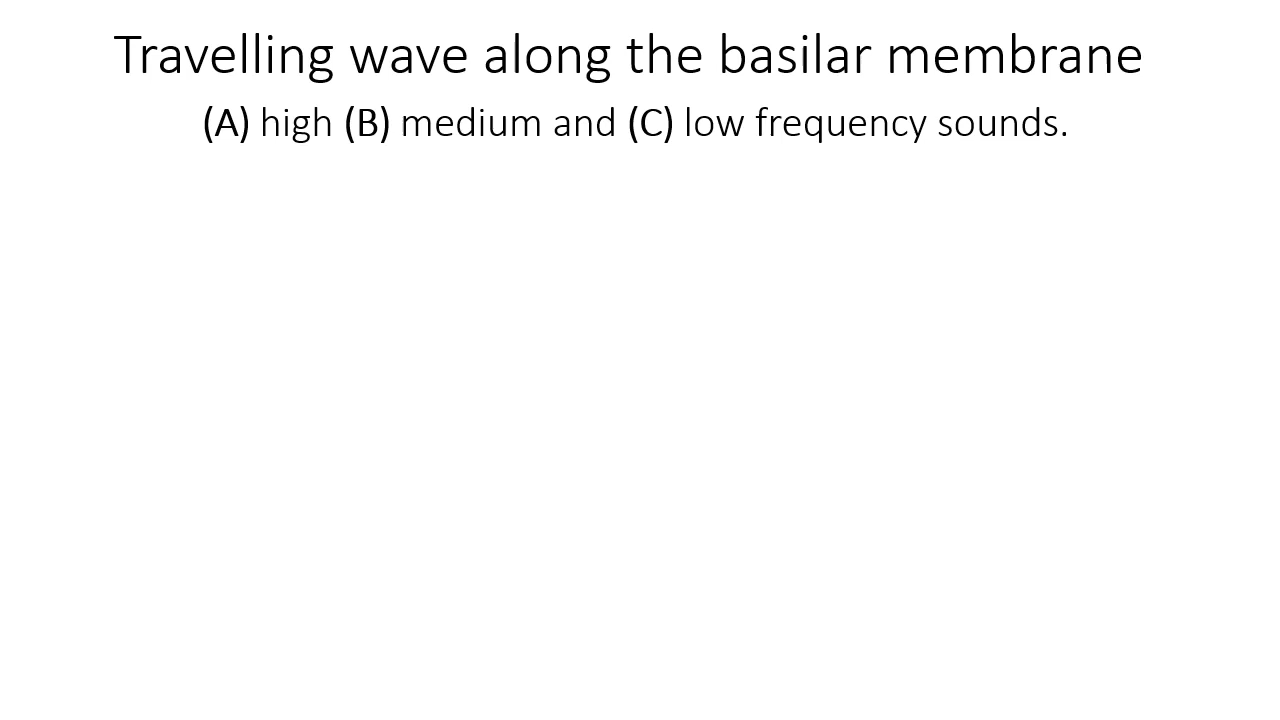 Travelling wave along the basilar membrane
(A) high (B) medium and (C) low frequency sounds.